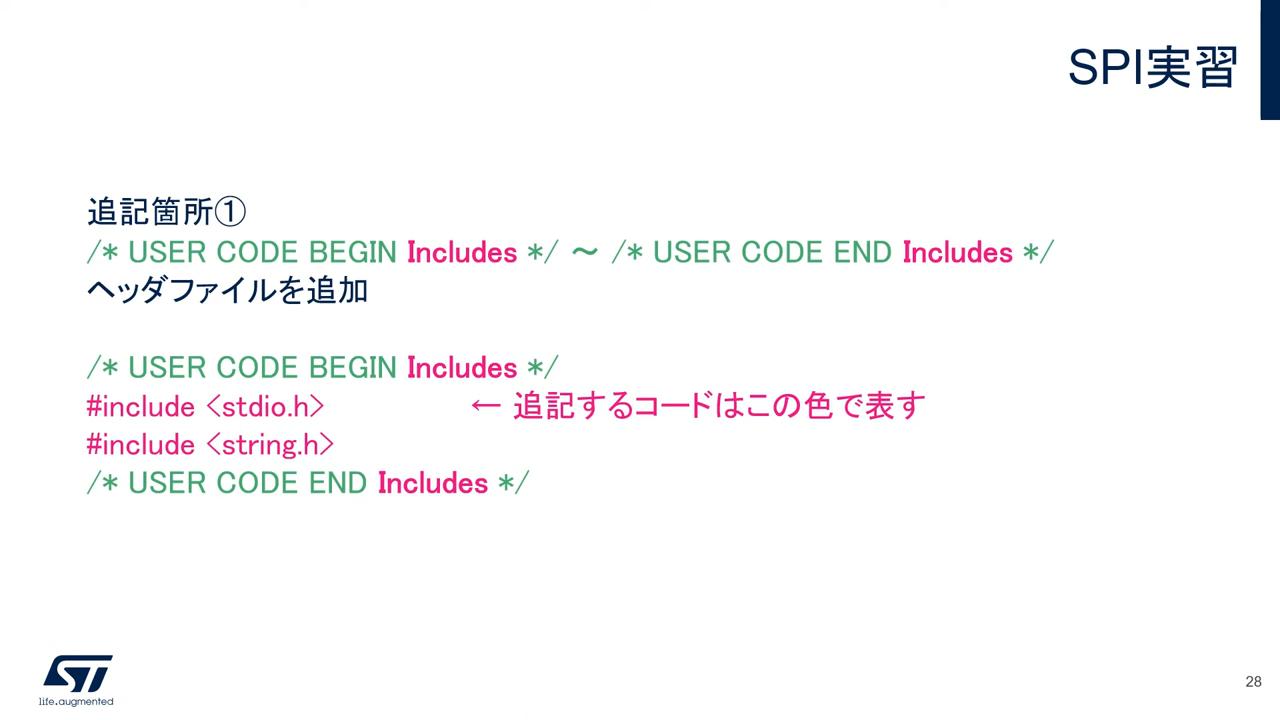 SPI実習
追記箇所①
/* USER CODE BEGIN Includes */ ～ /* USER CODE END Includes */
ヘッダファイルを追加
/* USER CODE BEGIN Includes */
#include <stdio.h> ← 追記するコードはこの色で表す
#include <string.h>
/* USER CODE END Includes */
ST
life.augmented
28